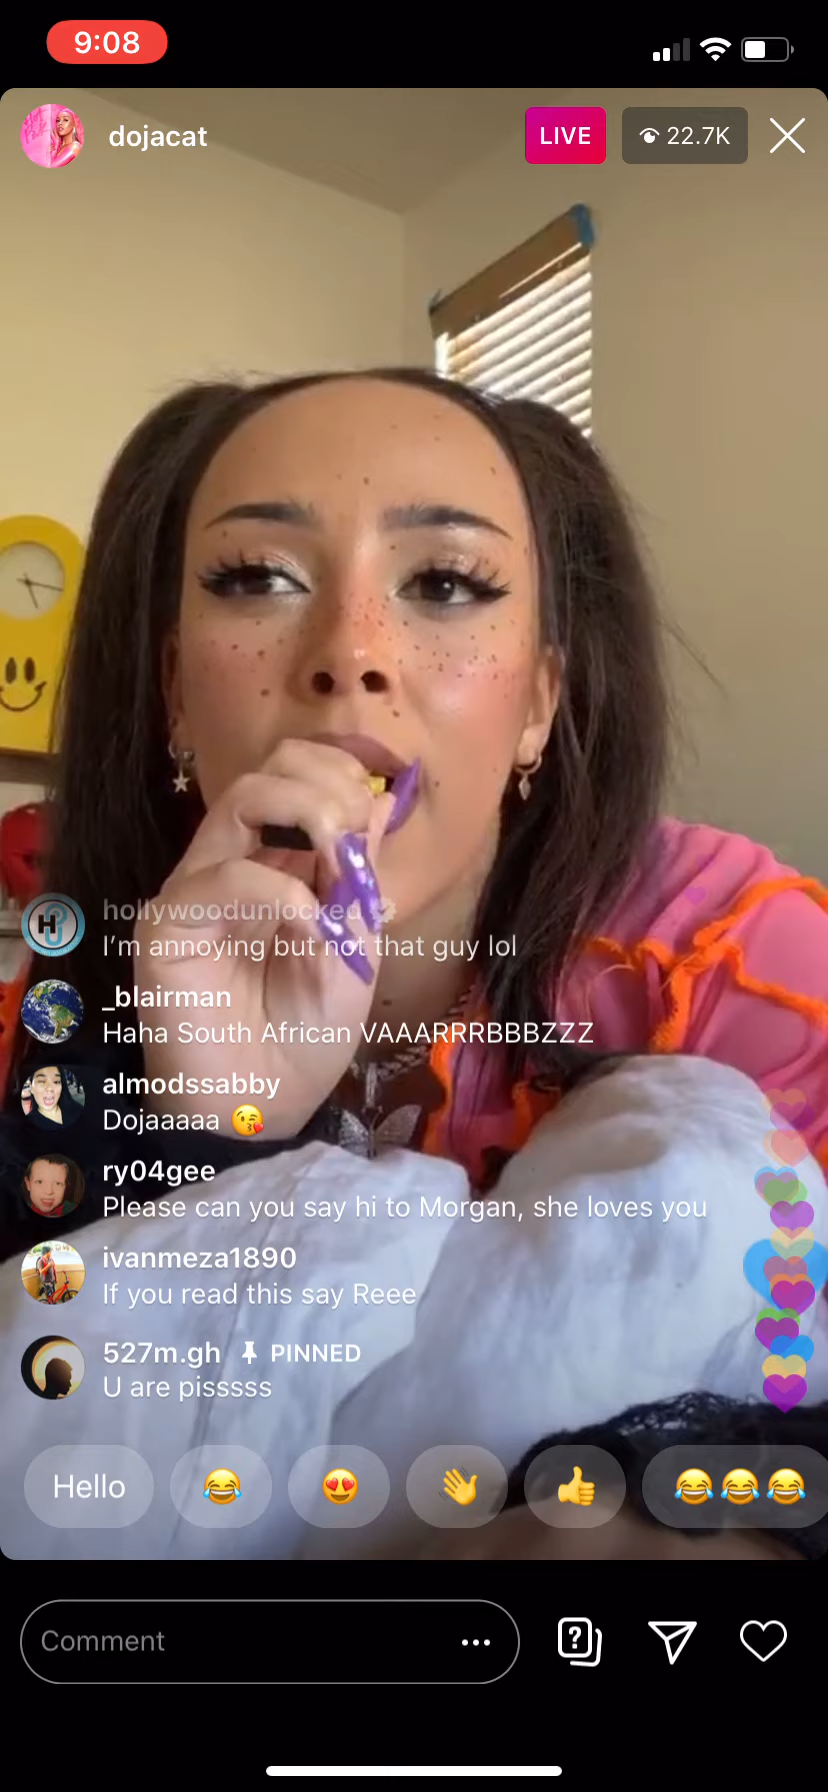 9:08
dojacat
LIVE
22.7K
hollywoodunlocked
I'm annoying but not that guy lol
_blairman
Haha South African VAAARRRBBBZZZ
almodssabby
Dojaaaaa 😘
ry04gee
Please can you say hi to Morgan, she loves you
ivanmeza1890
If you read this say Reee
527m.gh PINNED
U are pisssss
Hello 😂 😍 👋 👍 😂😂😂
Comment